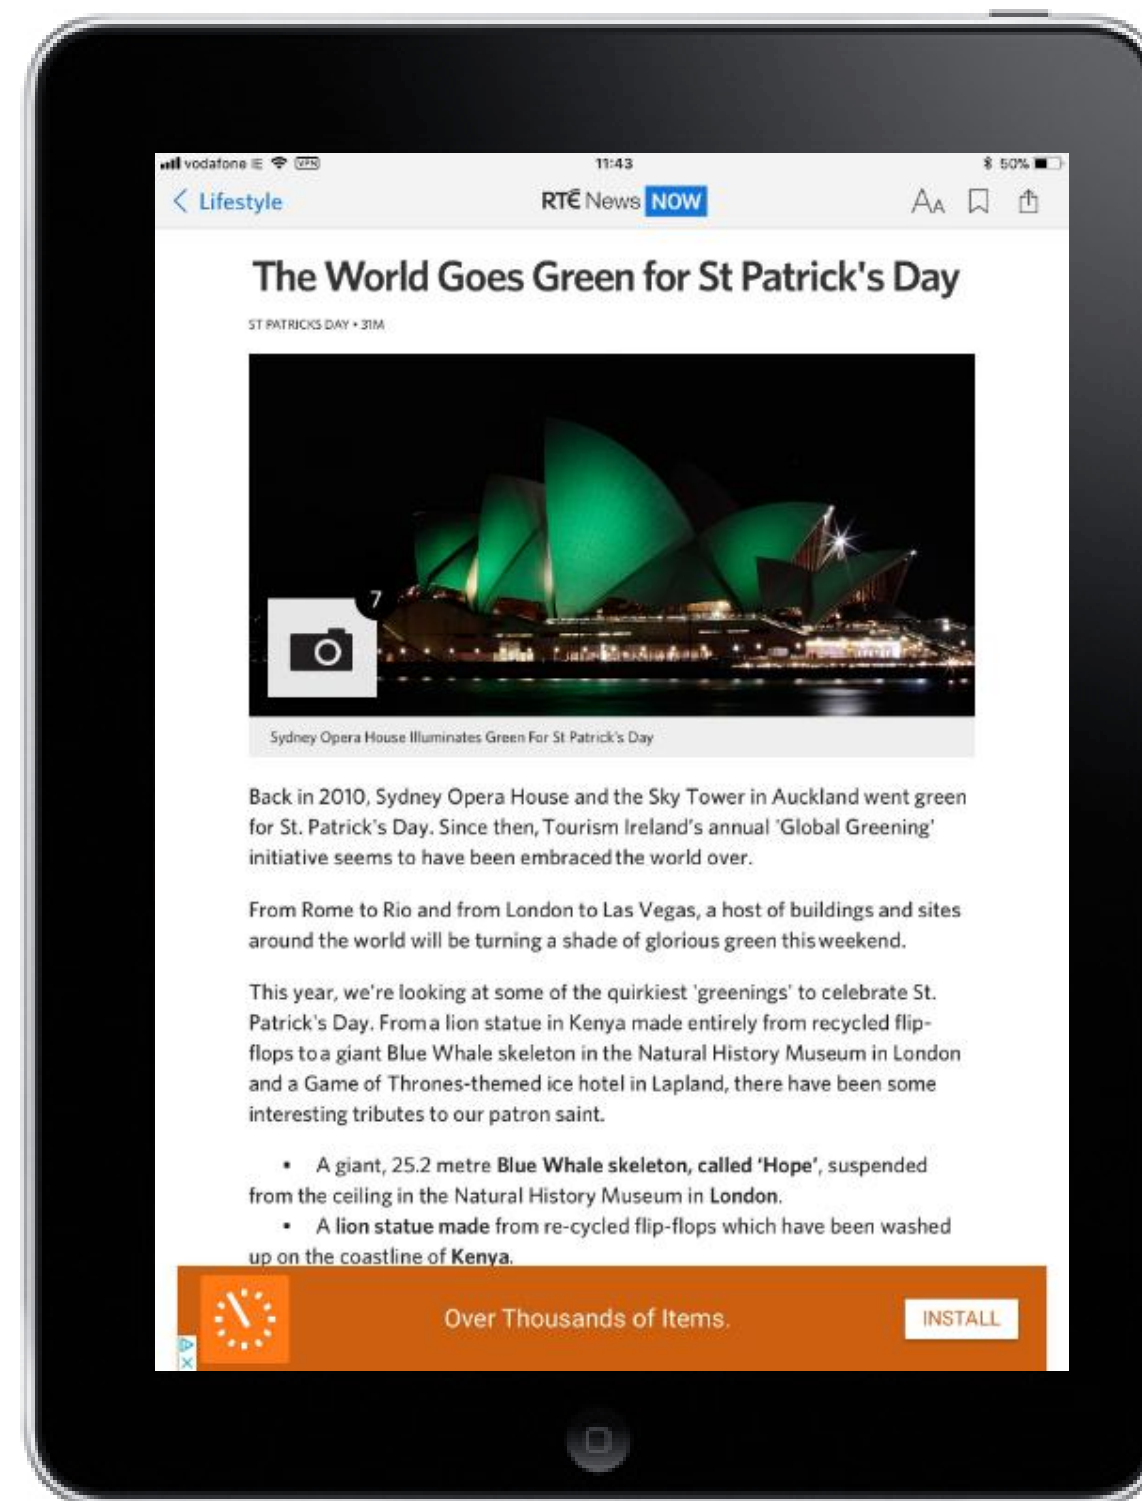 vodafone IE VPN 11:43 50%
Lifestyle RTÉ News NOW AA
The World Goes Green for St Patrick's Day
ST PATRICKS DAY • 31M
7
Sydney Opera House Illuminates Green For St Patrick's Day
Back in 2010, Sydney Opera House and the Sky Tower in Auckland went green
for St. Patrick's Day. Since then, Tourism Ireland's annual 'Global Greening'
initiative seems to have been embraced the world over.
From Rome to Rio and from London to Las Vegas, a host of buildings and sites
around the world will be turning a shade of glorious green this weekend.
This year, we're looking at some of the quirkiest 'greenings' to celebrate St.
Patrick's Day. From a lion statue in Kenya made entirely from recycled flip-
flops to a giant Blue Whale skeleton in the Natural History Museum in London
and a Game of Thrones-themed ice hotel in Lapland, there have been some
interesting tributes to our patron saint.
• A giant, 25.2 metre Blue Whale skeleton, called ‘Hope’, suspended
from the ceiling in the Natural History Museum in London.
• A lion statue made from re-cycled flip-flops which have been washed
up on the coastline of Kenya.
Over Thousands of Items. INSTALL